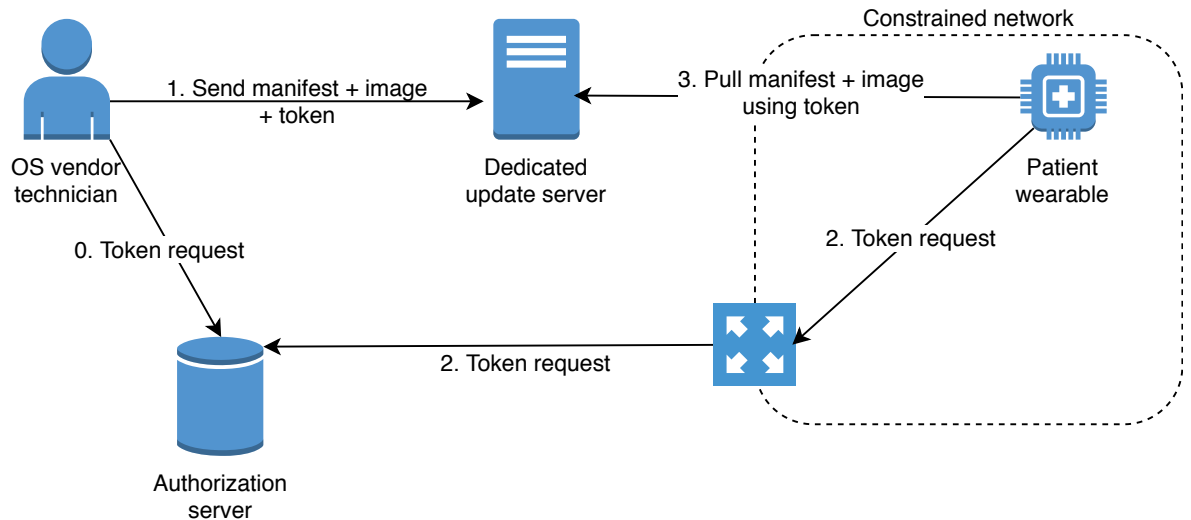 Constrained network
1. Send manifest + image
+ token
3. Pull manifest + image
using token
OS vendor
technician
Dedicated
update server
Patient
wearable
0. Token request
2. Token request
2. Token request
Authorization
server